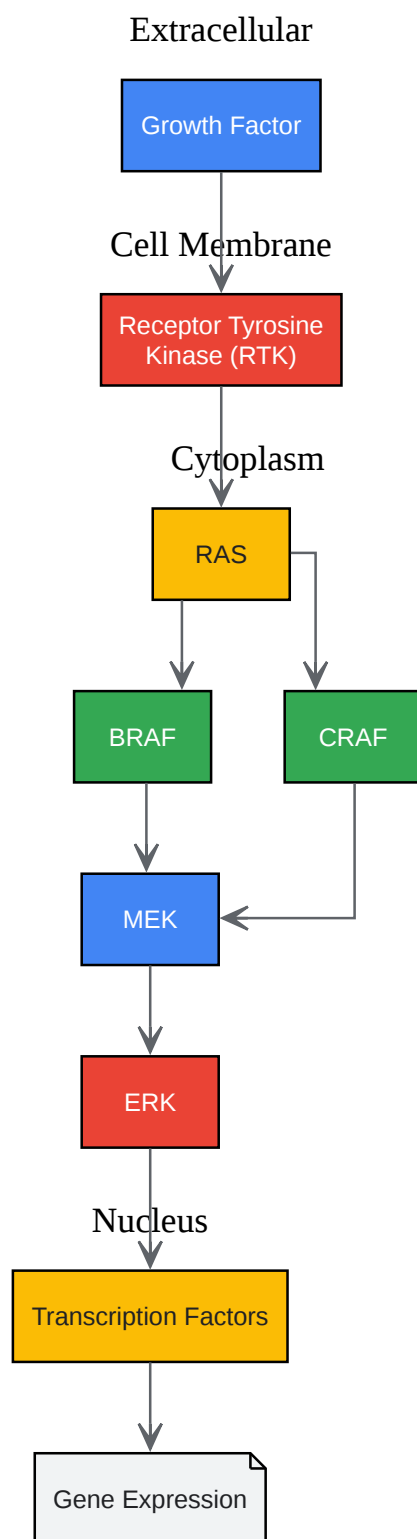 Extracellular
Growth Factor
Cell Membrane
Receptor Tyrosine
Kinase (RTK)
Cytoplasm
RAS
BRAF
CRAF
MEK
ERK
Nucleus
Transcription Factors
Gene Expression